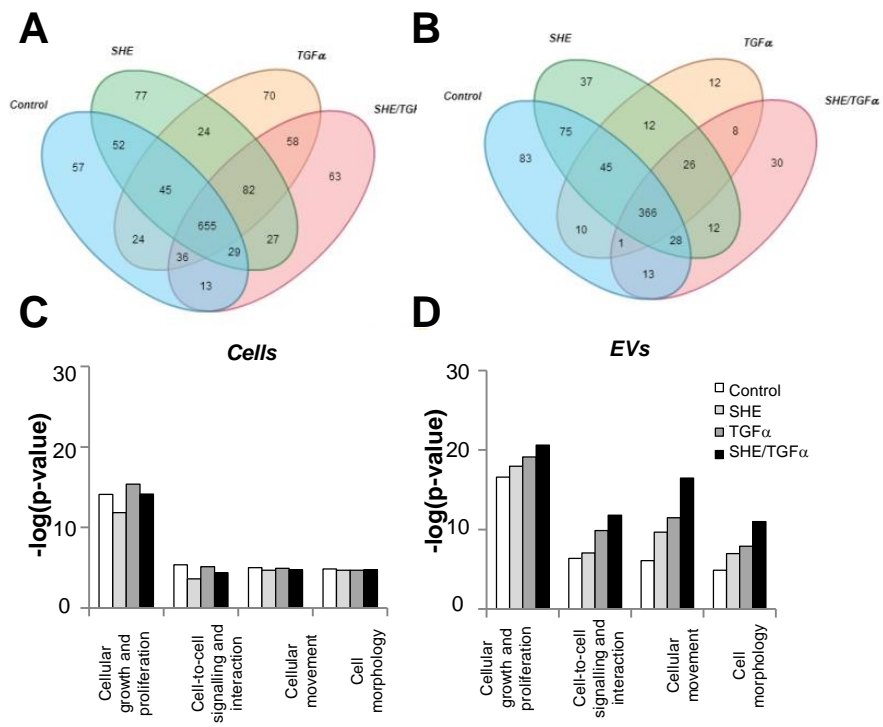 A
B
SHE
TGFα
Control
SHE/TGF
77
70
52
24
58
57
63
45
82
655
24
36
29
27
13
SHE
TGFα
Control
SHE/TGFα
37
12
75
12
8
83
30
45
26
366
10
1
28
12
13
C
D
Cells
EVs
-log(p-value)
30
20
10
0
Cellular
growth and
proliferation
Cell-to-cell
signalling and
interaction
Cellular
movement
Cell
morphology
-log(p-value)
30
20
10
0
Control
SHE
TGFα
SHE/TGFα
Cellular
growth and
proliferation
Cell-to-cell
signalling and
interaction
Cellular
movement
Cell
morphology